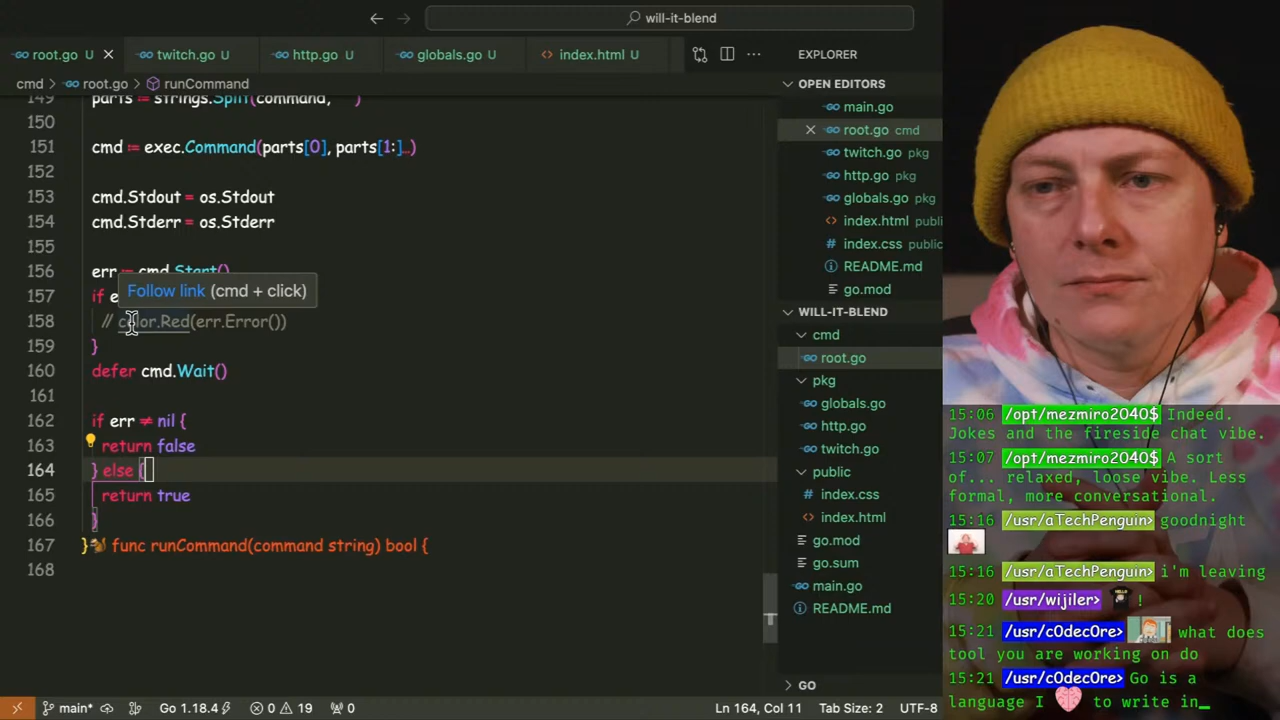 will-it-blend
root.go U
twitch.go U
http.go U
globals.go U
index.html U
EXPLORER
cmd > root.go > runCommand
149 parts := strings.Split(command, " ")
150
151 cmd := exec.Command(parts[0], parts[1:]...)
152
153 cmd.Stdout = os.Stdout
154 cmd.Stderr = os.Stderr
155
156 err := cmd.Start()
157 if e
Follow link (cmd + click)
158 // color.Red(err.Error())
159 }
160 defer cmd.Wait()
161
162 if err ≠ nil {
163 return false
164 } else {
165 return true
166 }
167 } func runCommand(command string) bool {
168
OPEN EDITORS
main.go
root.go cmd
twitch.go pkg
http.go pkg
globals.go pkg
index.html public
index.css public
README.md
go.mod
WILL-IT-BLEND
cmd
root.go
pkg
globals.go
http.go
twitch.go
public
index.css
index.html
go.mod
go.sum
main.go
README.md
GO
main*
Go 1.18.4
0
19
0
Ln 164, Col 11
Tab Size: 2
UTF-8
15:06 /opt/mezmiro2040$ Indeed.
Jokes and the fireside chat vibe.
15:07 /opt/mezmiro2040$ A sort
of... relaxed, loose vibe. Less
formal, more conversational.
15:16 /usr/aTechPenguin> goodnight
15:16 /usr/aTechPenguin> i'm leaving
15:20 /usr/wijiler> !
15:21 /usr/c0dec0re> what does
tool you are working on do
15:21 /usr/c0dec0re> Go is a
language I to write in_